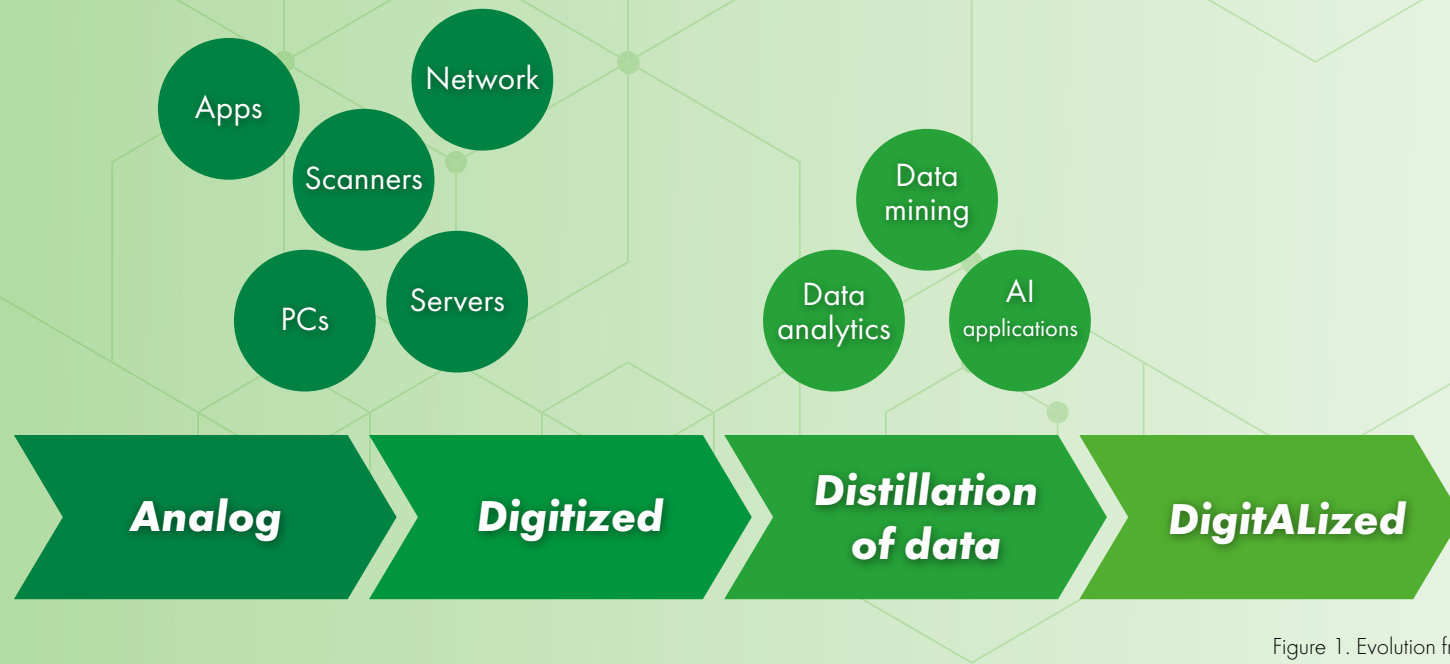 Network
Apps
Scanners
Data
mining
Servers
PCs
Data
analytics
AI
applications
Analog
Digitized
Distillation
of data
DigitALized
Figure 1. Evolution